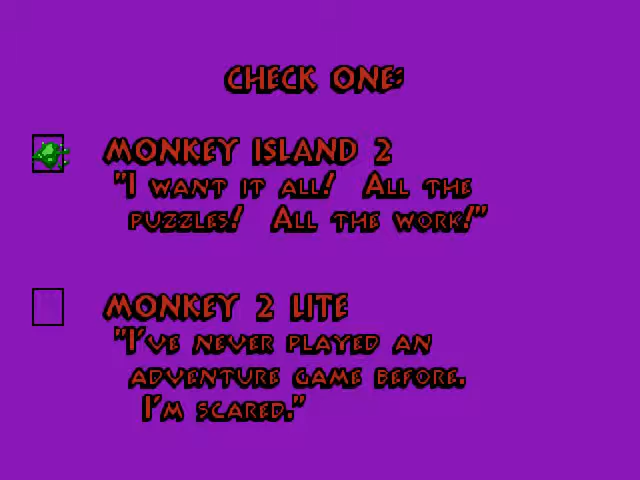 CHECK ONE:
MONKEY ISLAND 2
"I WANT IT ALL! ALL THE
PUZZLES! ALL THE WORK!"
MONKEY 2 LITE
"I'VE NEVER PLAYED AN
ADVENTURE GAME BEFORE.
I'M SCARED."